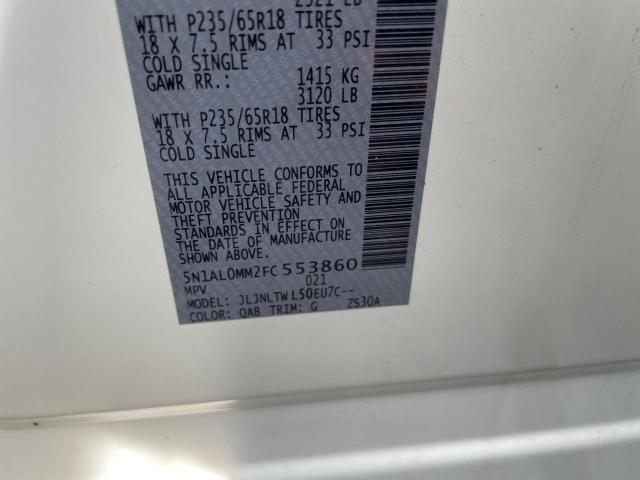 WITH P235/65R18 TIRES
18 X 7.5 RIMS AT 33 PSI
COLD SINGLE
GAWR RR.: 1415 KG
3120 LB
WITH P235/65R18 TIRES
18 X 7.5 RIMS AT 33 PSI
COLD SINGLE
THIS VEHICLE CONFORMS TO
ALL APPLICABLE FEDERAL
MOTOR VEHICLE SAFETY AND
THEFT PREVENTION
STANDARDS IN EFFECT ON
THE DATE OF MANUFACTURE
SHOWN ABOVE.
5N1AL0MM2FC553860
MPV 021
MODEL: JLJNLTWL50EU7C--
COLOR: QAB TRIM: G ZS30A